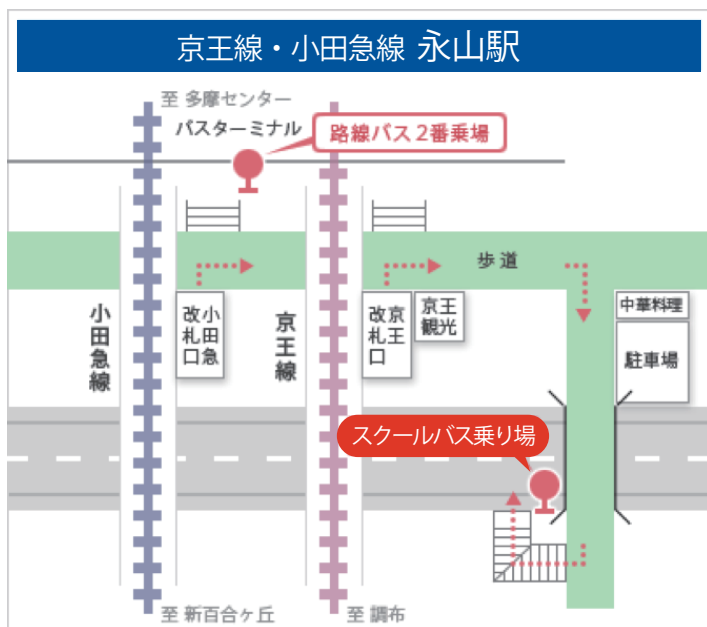 京王線・小田急線 永山駅
至 多摩センター
バスターミナル
路線バス2番乗場
歩道
小田急線
小田急
改札口
京王線
京王
改札口
京王
観光
中華料理
駐車場
スクールバス乗り場
至 新百合ヶ丘
至 調布